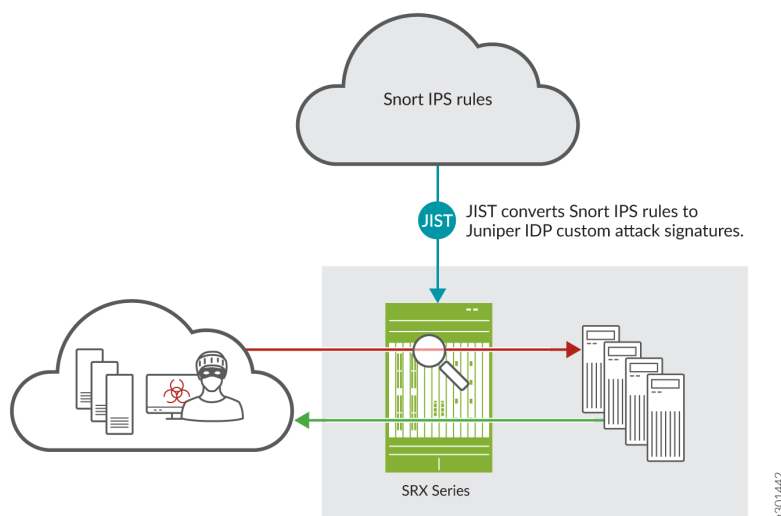 Snort IPS rules
JIST
JIST converts Snort IPS rules to
Juniper IDP custom attack signatures.
SRX Series